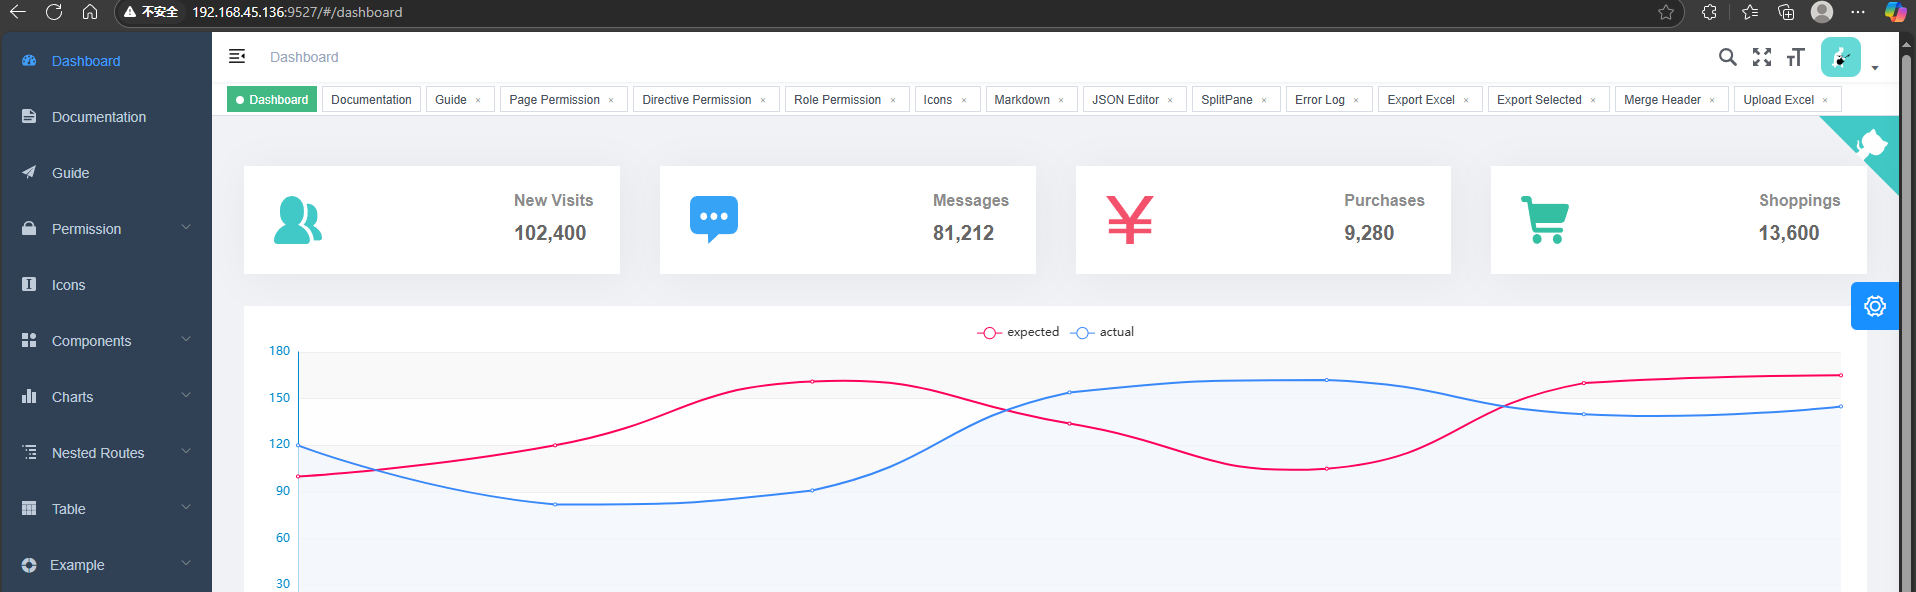 不安全 192.168.45.136:9527/#/dashboard
Dashboard
Documentation
Guide
Permission
Icons
Components
Charts
Nested Routes
Table
Example
Dashboard
Dashboard Documentation Guide × Page Permission × Directive Permission × Role Permission × Icons × Markdown × JSON Editor × SplitPane × Error Log × Export Excel × Export Selected × Merge Header × Upload Excel ×
New Visits
102,400
Messages
81,212
Purchases
9,280
Shoppings
13,600
expected actual
180
150
120
90
60
30